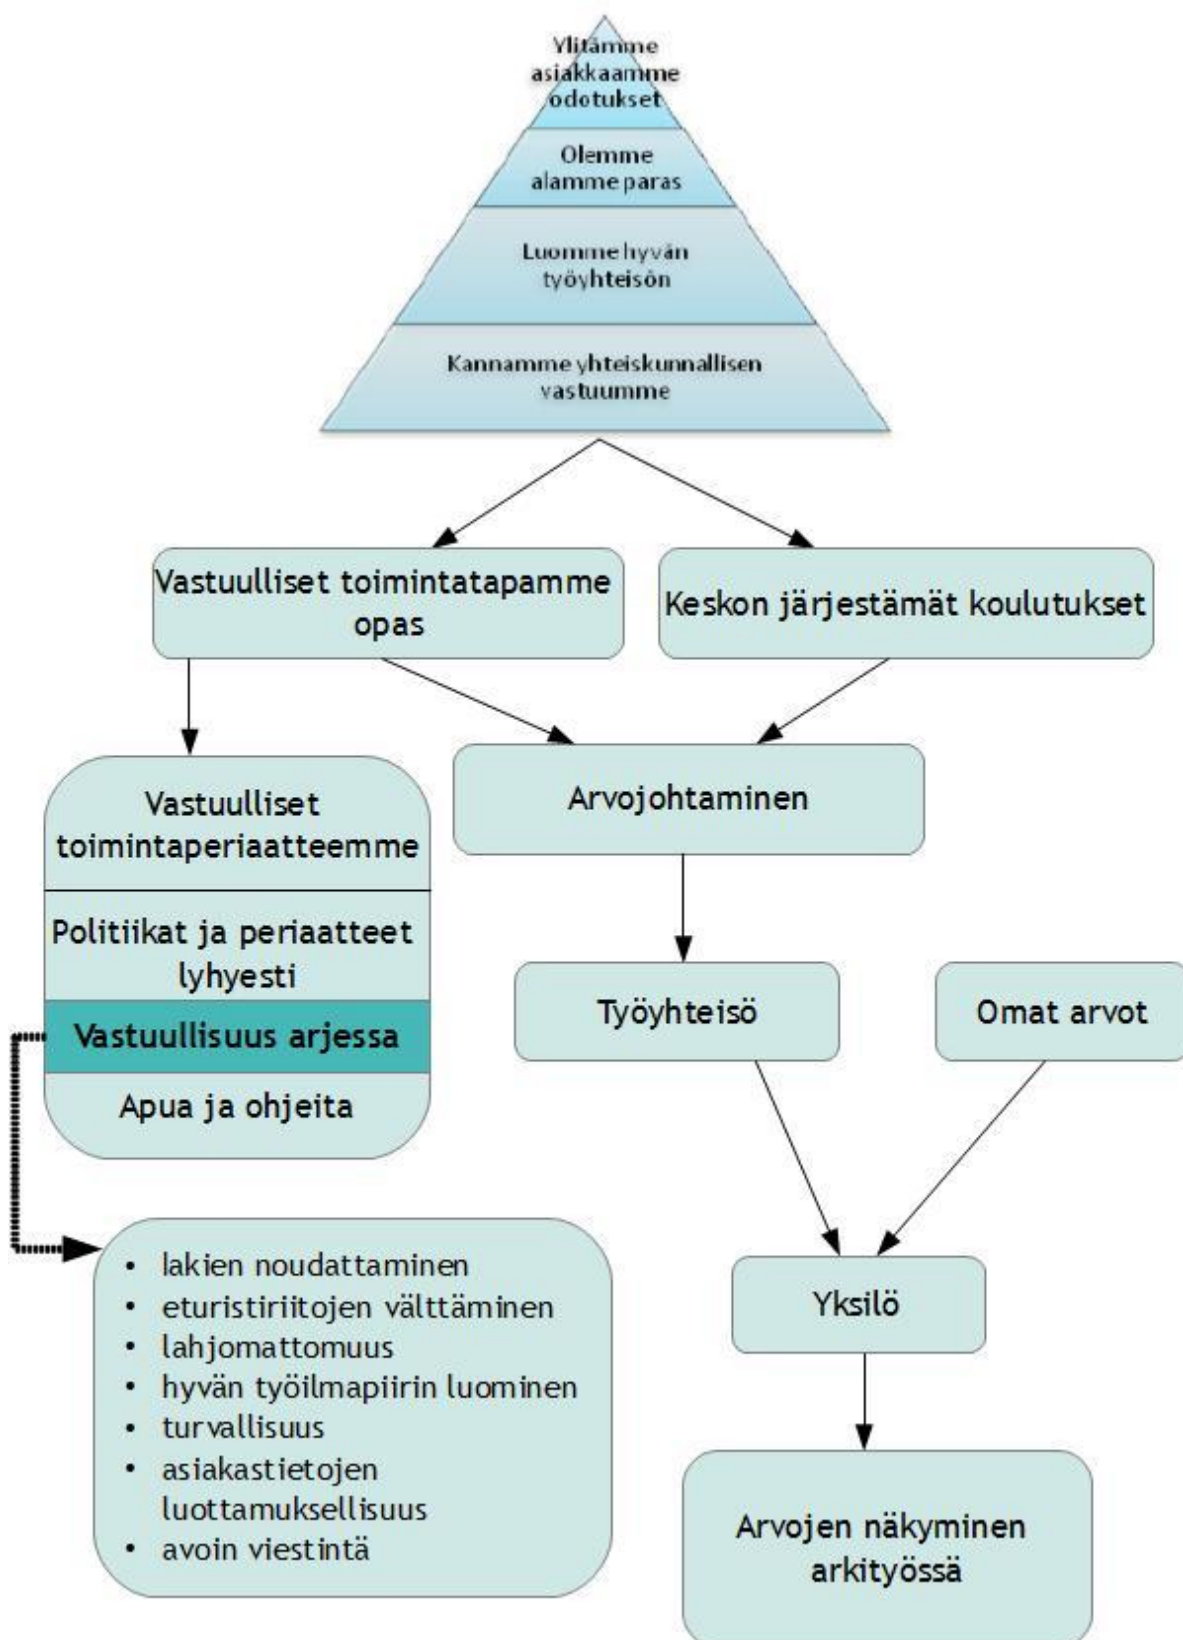 Ylitämme
asiakkaamme
odotukset
Olemme
alamme paras
Luomme hyvän
työyhteisön
Kannamme yhteiskunnallisen
vastuumme
Vastuulliset toimintatapamme
opas
Keskon järjestämät koulutukset
Vastuulliset
toimintaperiaatteemme
Arvojohtaminen
Politiikat ja periaatteet
lyhyesti
Vastuullisuus arjessa
Apua ja ohjeita
Työyhteisö
Omat arvot
• lakien noudattaminen
• eturistiriitojen välttäminen
• lahjomattomuus
• hyvän työilmapiirin luominen
• turvallisuus
• asiakastietojen
luottamuksellisuus
• avoin viestintä
Yksilö
Arvojen näkyminen
arkityössä